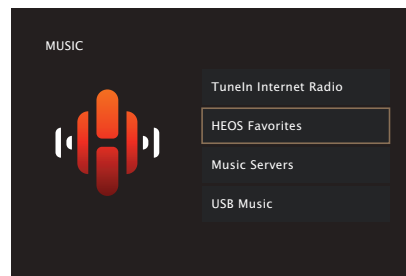 MUSIC
TuneIn Internet Radio
HEOS Favorites
Music Servers
USB Music